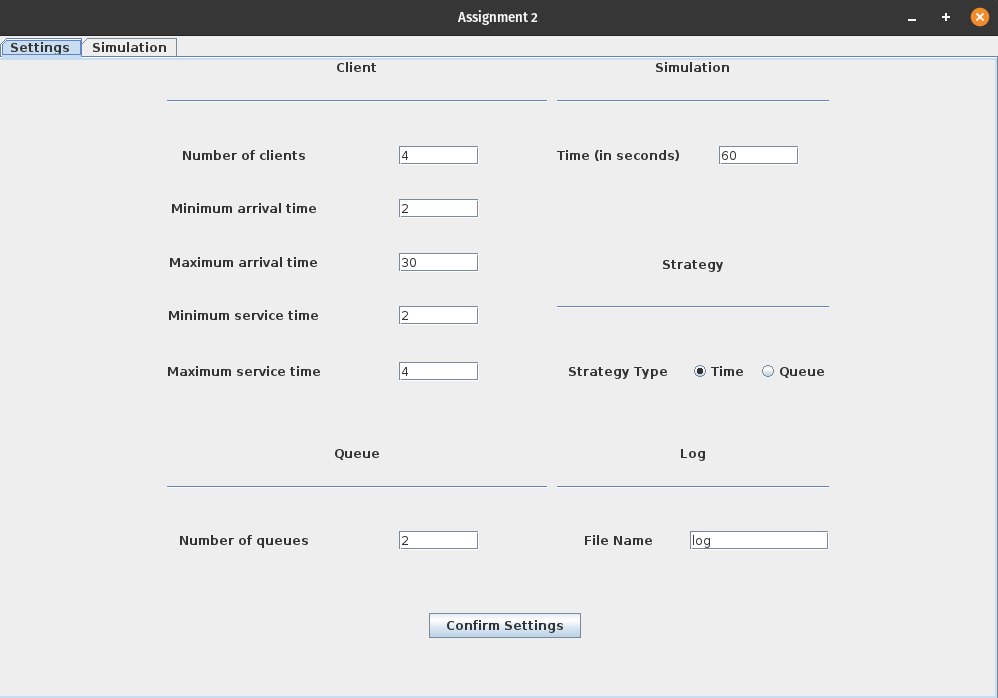 Assignment 2
Settings Simulation
Client
Simulation
Number of clients 4
Time (in seconds) 60
Minimum arrival time 2
Maximum arrival time 30
Strategy
Minimum service time 2
Maximum service time 4
Strategy Type Time Queue
Queue
Log
Number of queues 2
File Name log
Confirm Settings